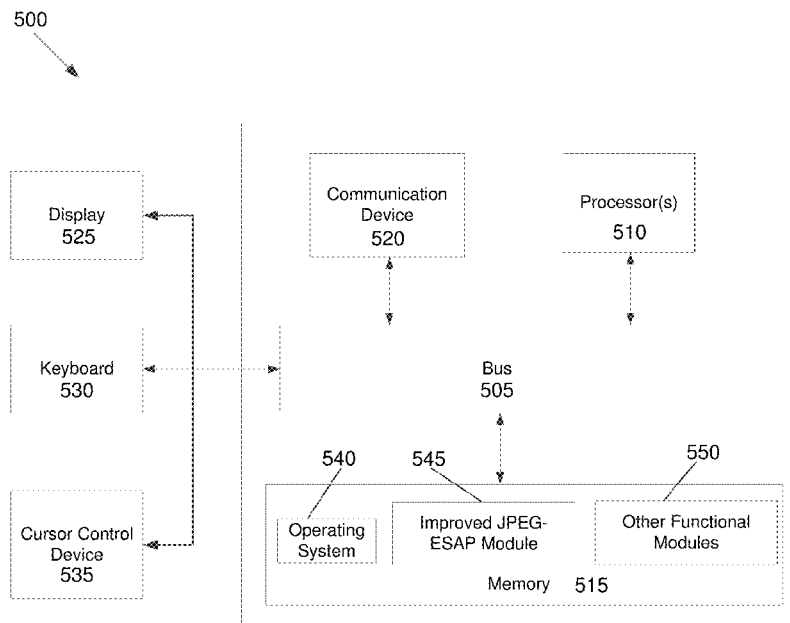 500
Display
525
Communication
Device
520
Processor(s)
510
Keyboard
530
Bus
505
540
545
550
Cursor Control
Device
535
Operating
System
Improved JPEG-
ESAP Module
Other Functional
Modules
Memory 515